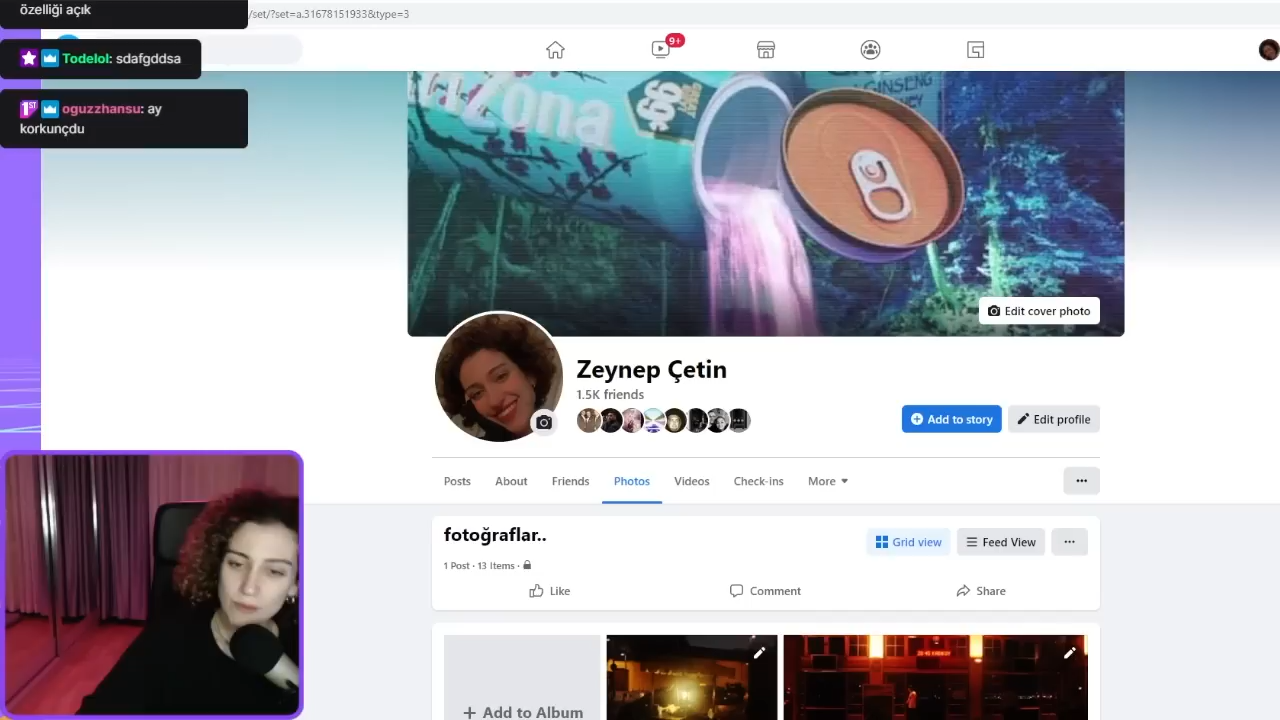 özelliği açık
/set/?set=a.31678151933&type=3
9+
Todelol: sdafgddsa
1ST oguzzhansu: ay
korkunçdu
99
GINSENG
Edit cover photo
Zeynep Çetin
1.5K friends
Add to story
Edit profile
Posts
About
Friends
Photos
Videos
Check-ins
More
fotoğraflar..
Grid view
Feed View
1 Post · 13 Items ·
Like
Comment
Share
+ Add to Album